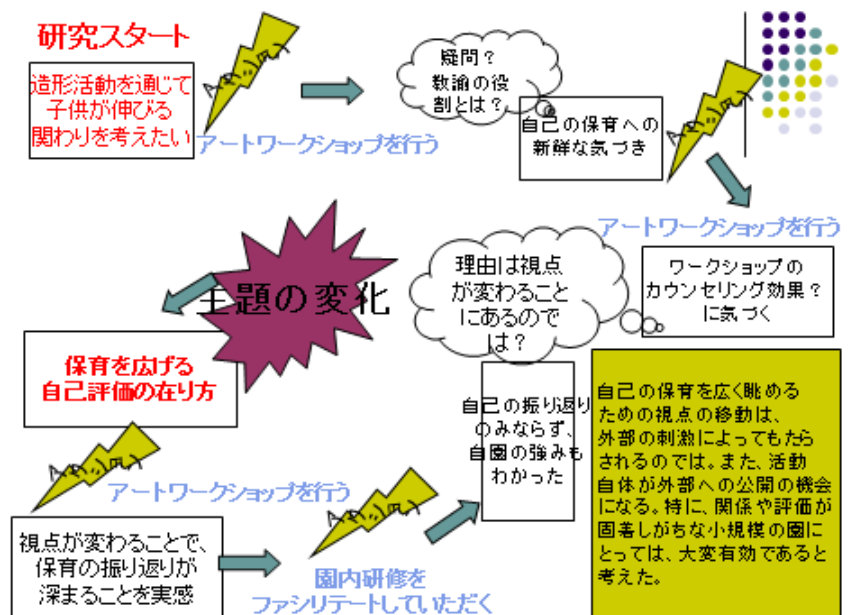 研究スタート
造形活動を通じて
子供が伸びる
関わりを考えたい
アートワークショップを行う
疑問？
教諭の役
割とは？
自己の保育への
新鮮な気づき
アートワークショップを行う
ワークショップの
カウンセリング効果？
に気づく
理由は視点
が変わること
にあるので
は？
主題の変化
保育を広げる
自己評価の在り方
アートワークショップを行う
視点が変わることで、
保育の振り返りが
深まることを実感
園内研修を
ファシリテートしていただく
自己の振り返り
のみならず、
自園の強みも
わかった
自己の保育を広く眺める
ための視点の移動は、
外部の刺激によってもたら
されるのでは。また、活動
自体が外部への公開の機会
になる。特に、関係や評価が
固着しがちな小規模の園に
とっては、大変有効であると
考えた。